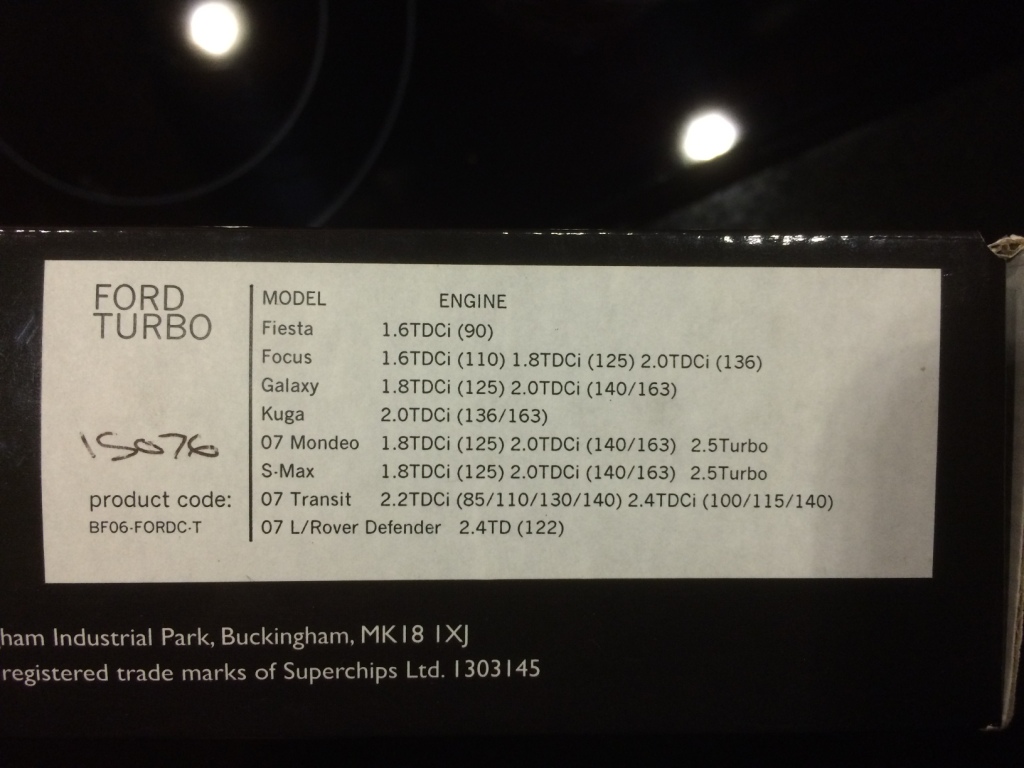 FORD
TURBO
15076
product code:
BF06-FORDC-T
MODEL ENGINE
Fiesta 1.6TDCi (90)
Focus 1.6TDCi (110) 1.8TDCi (125) 2.0TDCi (136)
Galaxy 1.8TDCi (125) 2.0TDCi (140/163)
Kuga 2.0TDCi (136/163)
07 Mondeo 1.8TDCi (125) 2.0TDCi (140/163) 2.5Turbo
S-Max 1.8TDCi (125) 2.0TDCi (140/163) 2.5Turbo
07 Transit 2.2TDCi (85/110/130/140) 2.4TDCi (100/115/140)
07 L/Rover Defender 2.4TD (122)
ham Industrial Park, Buckingham, MK18 1XJ
registered trade marks of Superchips Ltd. 1303145